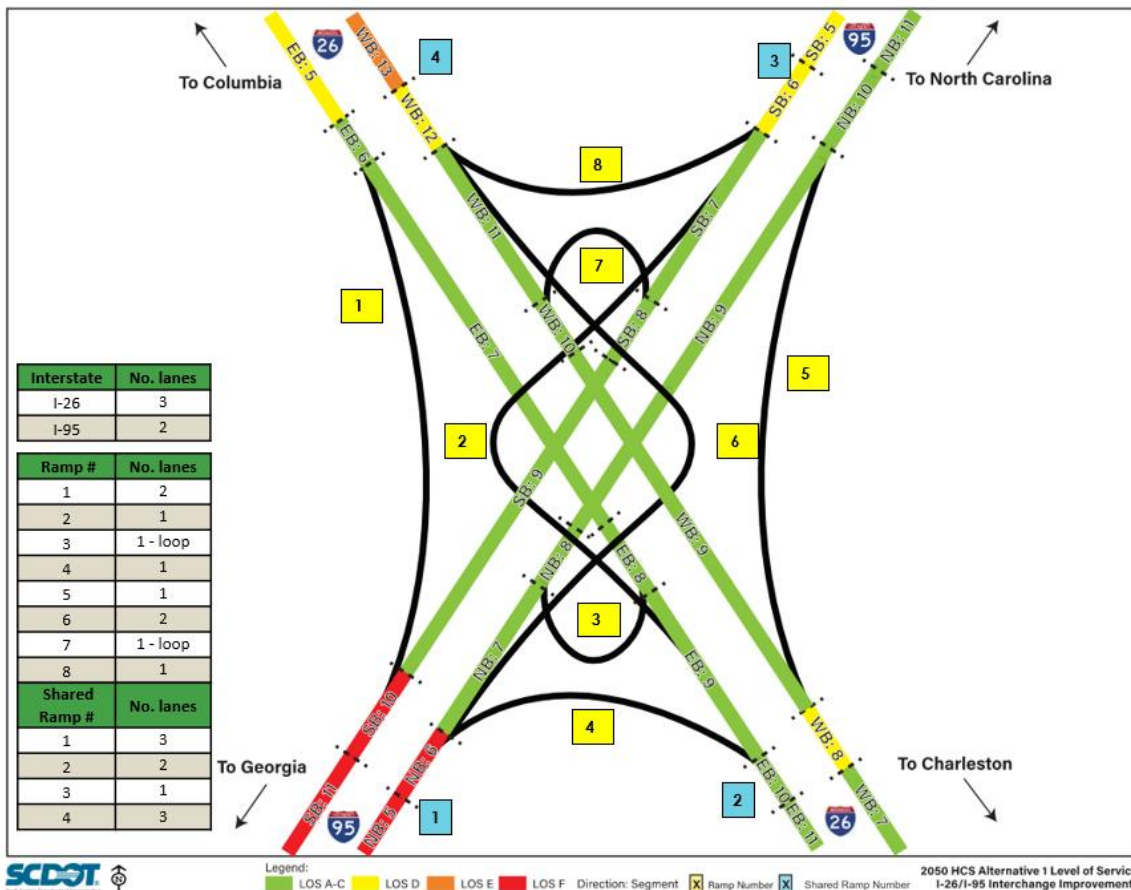 EB: 5
26
WB: 13
4
3
SB: 5
95
NB: 11
To Columbia
To North Carolina
WB: 12
SB: 6
NB: 10
EB: 6
8
WB: 11
SB: 7
7
1
WB: 10
SB: 8
NB: 9
EB: 7
5
Interstate No. lanes
I-26 3
I-95 2
2
6
Ramp # No. lanes
1 2
2 1
3 1 - loop
4 1
5 1
6 2
7 1 - loop
8 1
Shared Ramp # No. lanes
1 3
2 2
3 1
4 3
SB: 9
WB: 9
NB: 8
EB: 8
3
NB: 7
EB: 9
SB: 10
4
NB: 6
WB: 8
To Georgia
To Charleston
SB: 11
EB: 10
WB: 7
NB: 5
EB: 11
95
1
2
26
SCDOT
N
Legend:
LOS A-C LOS D LOS E LOS F Direction: Segment X Ramp Number X Shared Ramp Number
2050 HCS Alternative 1 Level of Servic
I-26/I-95 Interchange Improvement